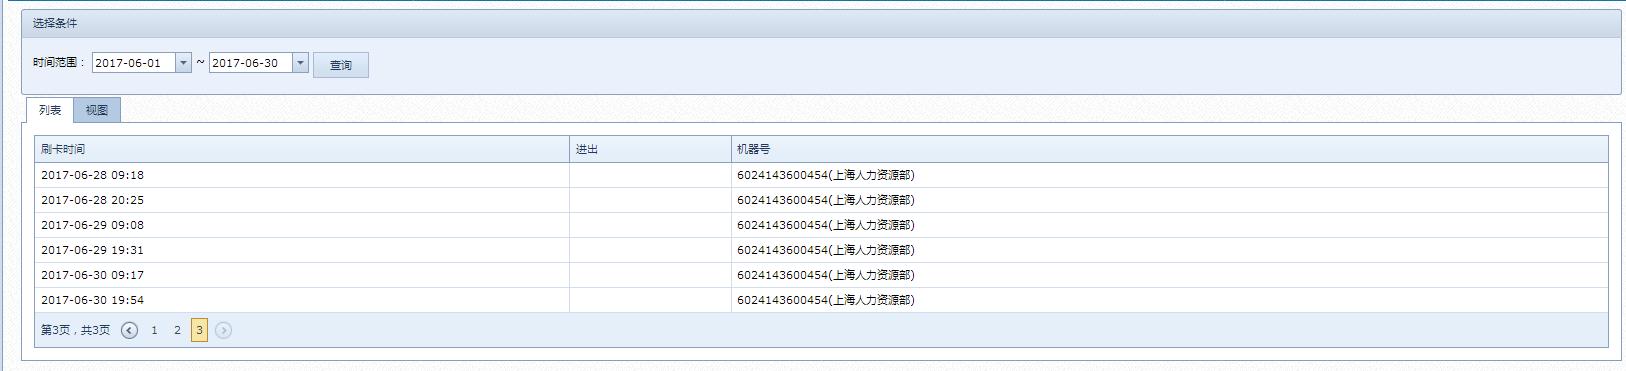 选择条件
时间范围： 2017-06-01 ~ 2017-06-30 查询
列表 视图
刷卡时间 进出 机器号
2017-06-28 09:18 6024143600454(上海人力资源部)
2017-06-28 20:25 6024143600454(上海人力资源部)
2017-06-29 09:08 6024143600454(上海人力资源部)
2017-06-29 19:31 6024143600454(上海人力资源部)
2017-06-30 09:17 6024143600454(上海人力资源部)
2017-06-30 19:54 6024143600454(上海人力资源部)
第3页，共3页 1 2 3